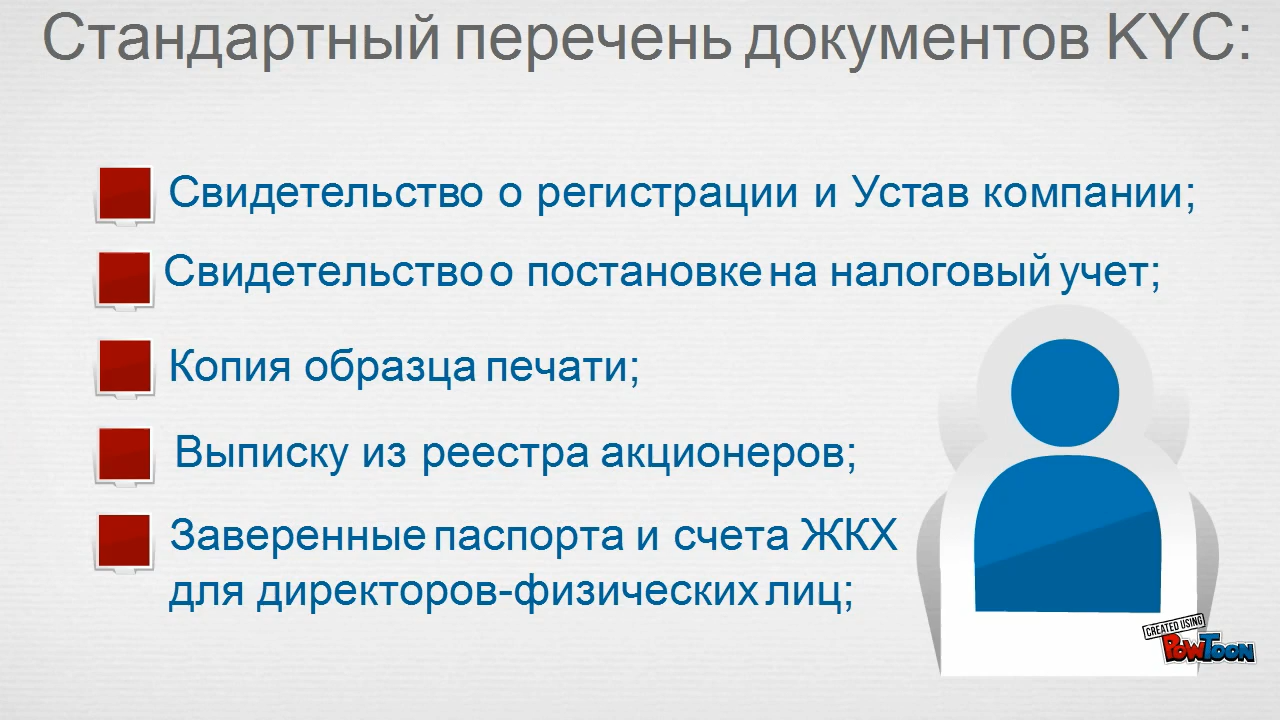 Стандартный перечень документов KYC:
Свидетельство о регистрации и Устав компании;
Свидетельство о постановке на налоговый учет;
Копия образца печати;
Выписку из реестра акционеров;
Заверенные паспорта и счета ЖКХ
для директоров-физических лиц;
CREATED USING
POWTOON